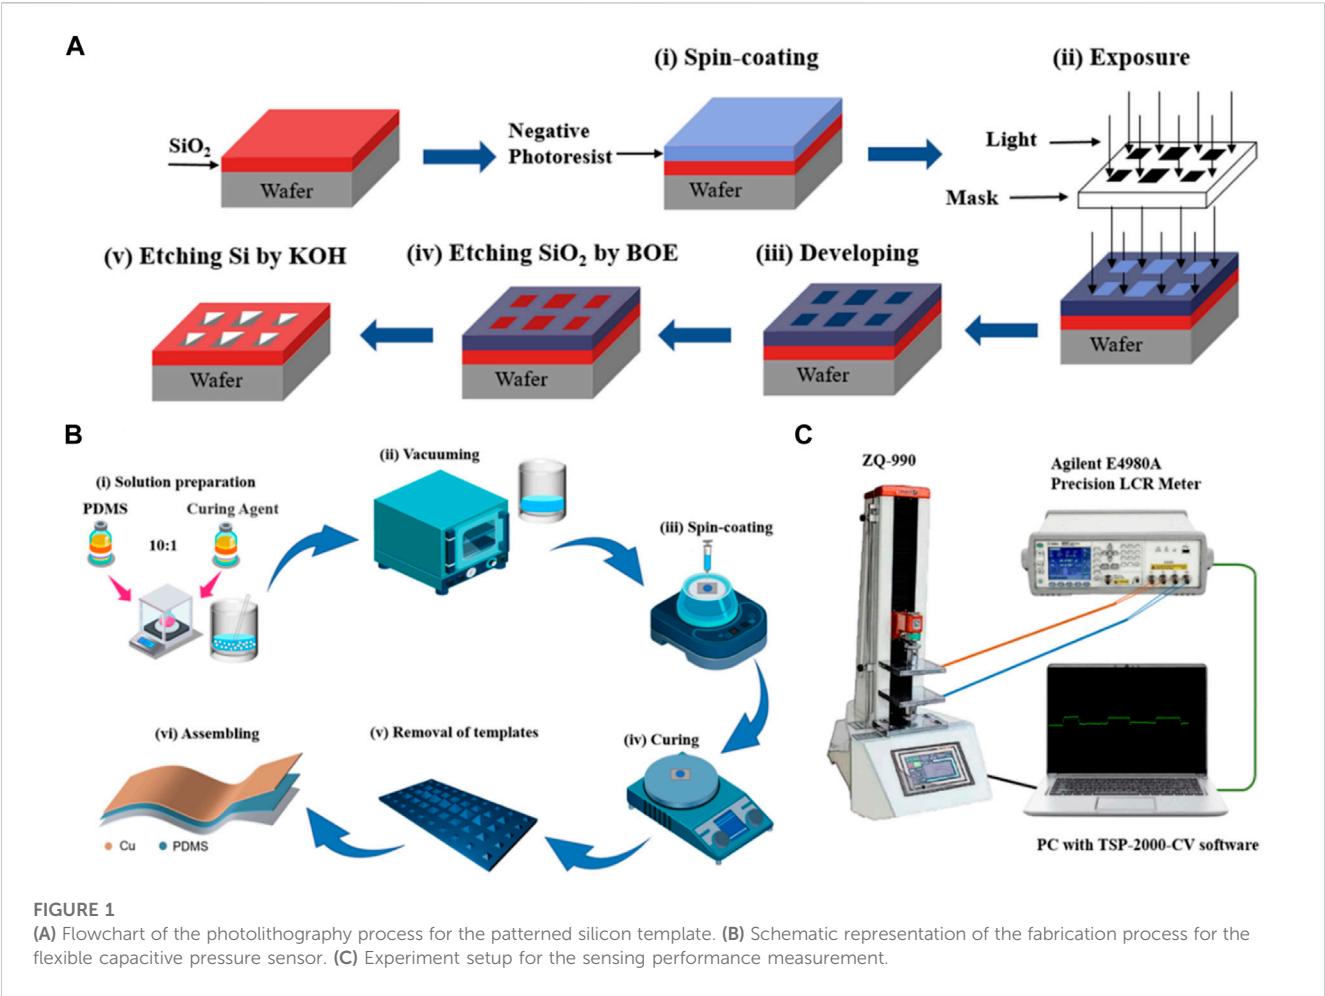 A
(i) Spin-coating
(ii) Exposure
SiO2
Negative
Photoresist
Light
Mask
Wafer
Wafer
(v) Etching Si by KOH
(iv) Etching SiO2 by BOE
(iii) Developing
Wafer
Wafer
Wafer
Wafer
B
(i) Solution preparation
PDMS
Curing Agent
10:1
(ii) Vacuuming
(iii) Spin-coating
(iv) Curing
(v) Removal of templates
(vi) Assembling
Cu
PDMS
C
ZQ-990
Agilent E4980A
Precision LCR Meter
PC with TSP-2000-CV software
FIGURE 1
(A) Flowchart of the photolithography process for the patterned silicon template. (B) Schematic representation of the fabrication process for the
flexible capacitive pressure sensor. (C) Experiment setup for the sensing performance measurement.